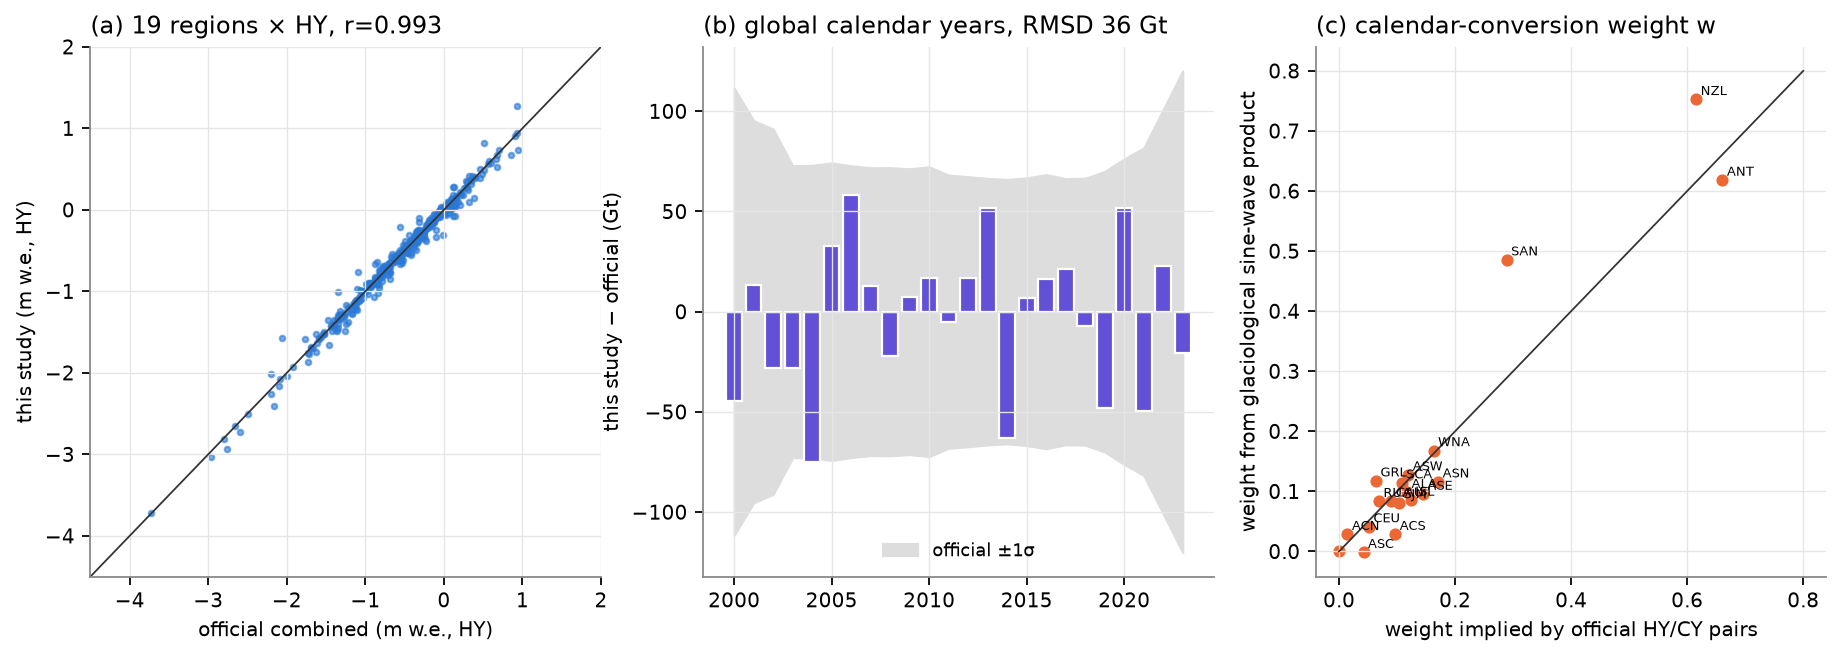 (a) 19 regions × HY, r=0.993
this study (m w.e., HY)
2
1
0
−1
−2
−3
−4
−4
−3
−2
−1
0
1
2
official combined (m w.e., HY)
(b) global calendar years, RMSD 36 Gt
this study − official (Gt)
100
50
0
−50
−100
official ±1σ
2000
2005
2010
2015
2020
(c) calendar-conversion weight w
weight from glaciological sine-wave product
0.8
0.7
0.6
0.5
0.4
0.3
0.2
0.1
0.0
NZL
ANT
SAN
WNA
ASW
GRL
ASN
ALA
ASE
CEU
ACN
ACS
ASC
0.0
0.2
0.4
0.6
0.8
weight implied by official HY/CY pairs